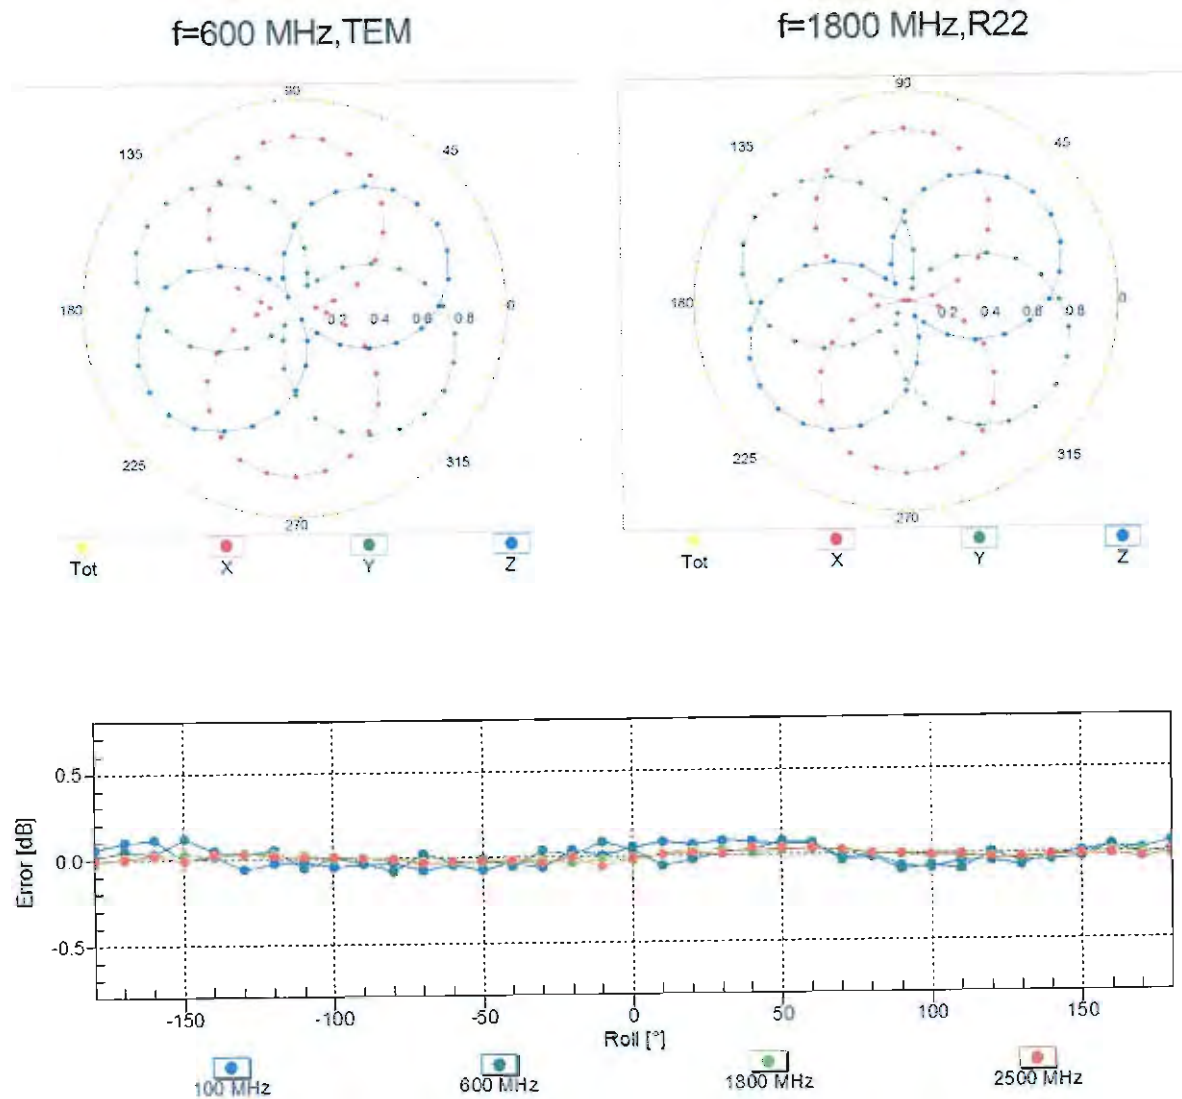 f=600 MHz,TEM
f=1800 MHz,R22
90
135
45
180
0
0.2 0.4 0.6 0.8
225
315
270
Tot X Y Z
90
135
45
180
0
0.2 0.4 0.6 0.8
225
315
270
Tot X Y Z
Error [dB]
0.5
0.0
-0.5
-150 -100 -50 0 50 100 150
Roll [°]
100 MHz 600 MHz 1800 MHz 2500 MHz